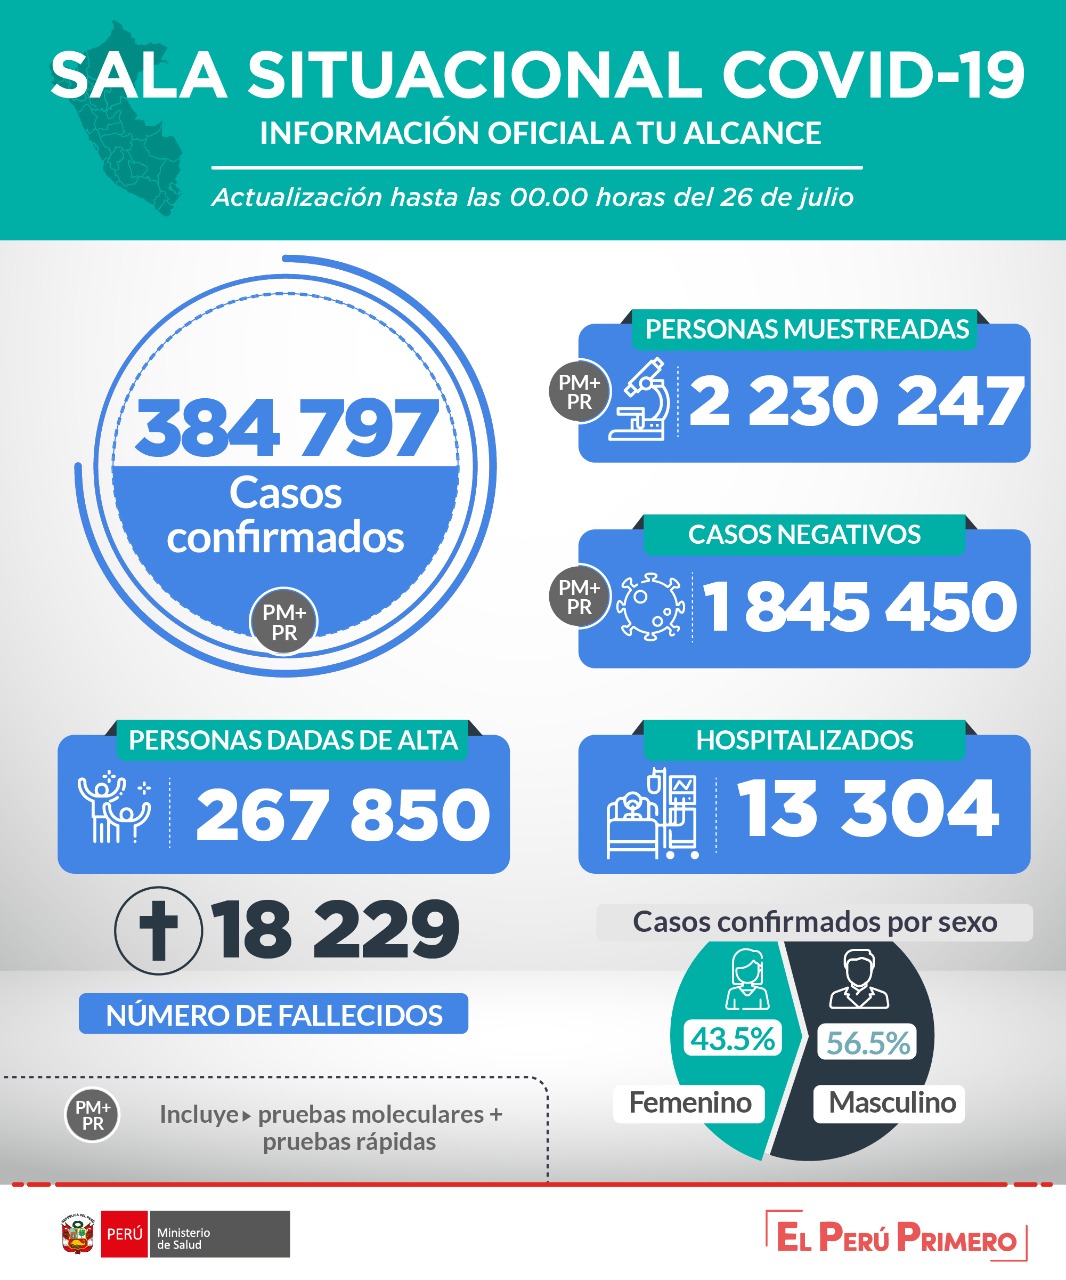 SALA SITUACIONAL COVID-19
INFORMACIÓN OFICIAL A TU ALCANCE
Actualización hasta las 00.00 horas del 26 de julio
384 797
Casos
confirmados
PM+
PR
PERSONAS MUESTREADAS
PM+
PR
2 230 247
CASOS NEGATIVOS
PM+
PR
1 845 450
PERSONAS DADAS DE ALTA
267 850
HOSPITALIZADOS
13 304
18 229
NÚMERO DE FALLECIDOS
Casos confirmados por sexo
43.5%
56.5%
Femenino
Masculino
PM+
PR
Incluye▸ pruebas moleculares +
pruebas rápidas
PERÚ
Ministerio
de Salud
EL PERÚ PRIMERO